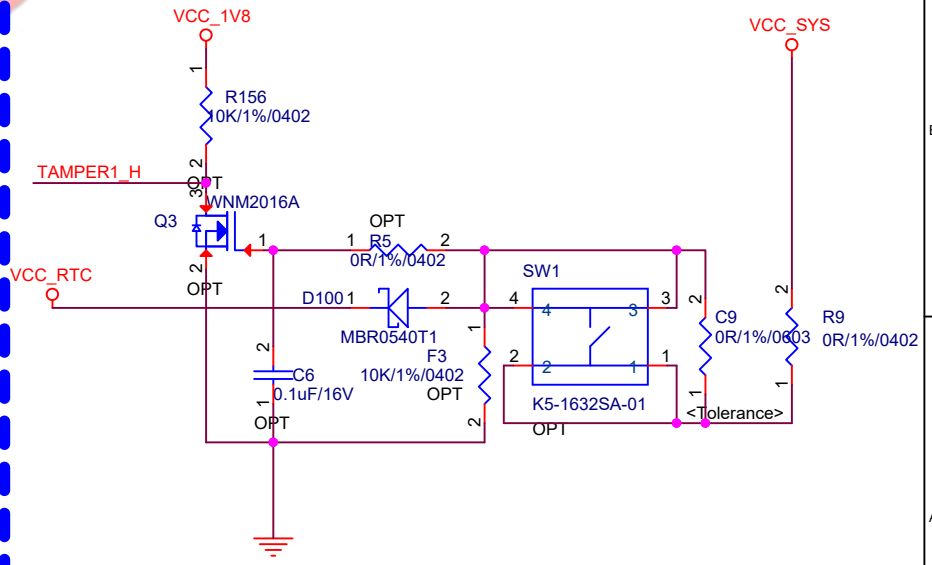 VCC_1V8
VCC_SYS
1
R156
10K/1%/0402
2
TAMPER1_H
OPT
3
WNM2016A
Q3
1
2
OPT
OPT
1
R5
2
0R/1%/0402
VCC_RTC
D100
1
2
MBR0540T1
SW1
4
4
3
3
2
2
1
1
K5-1632SA-01
OPT
1
F3
10K/1%/0402
OPT
2
2
C6
0.1uF/16V
1
OPT
2
C9
0R/1%/0603
1
<Tolerance>
2
R9
0R/1%/0402
1